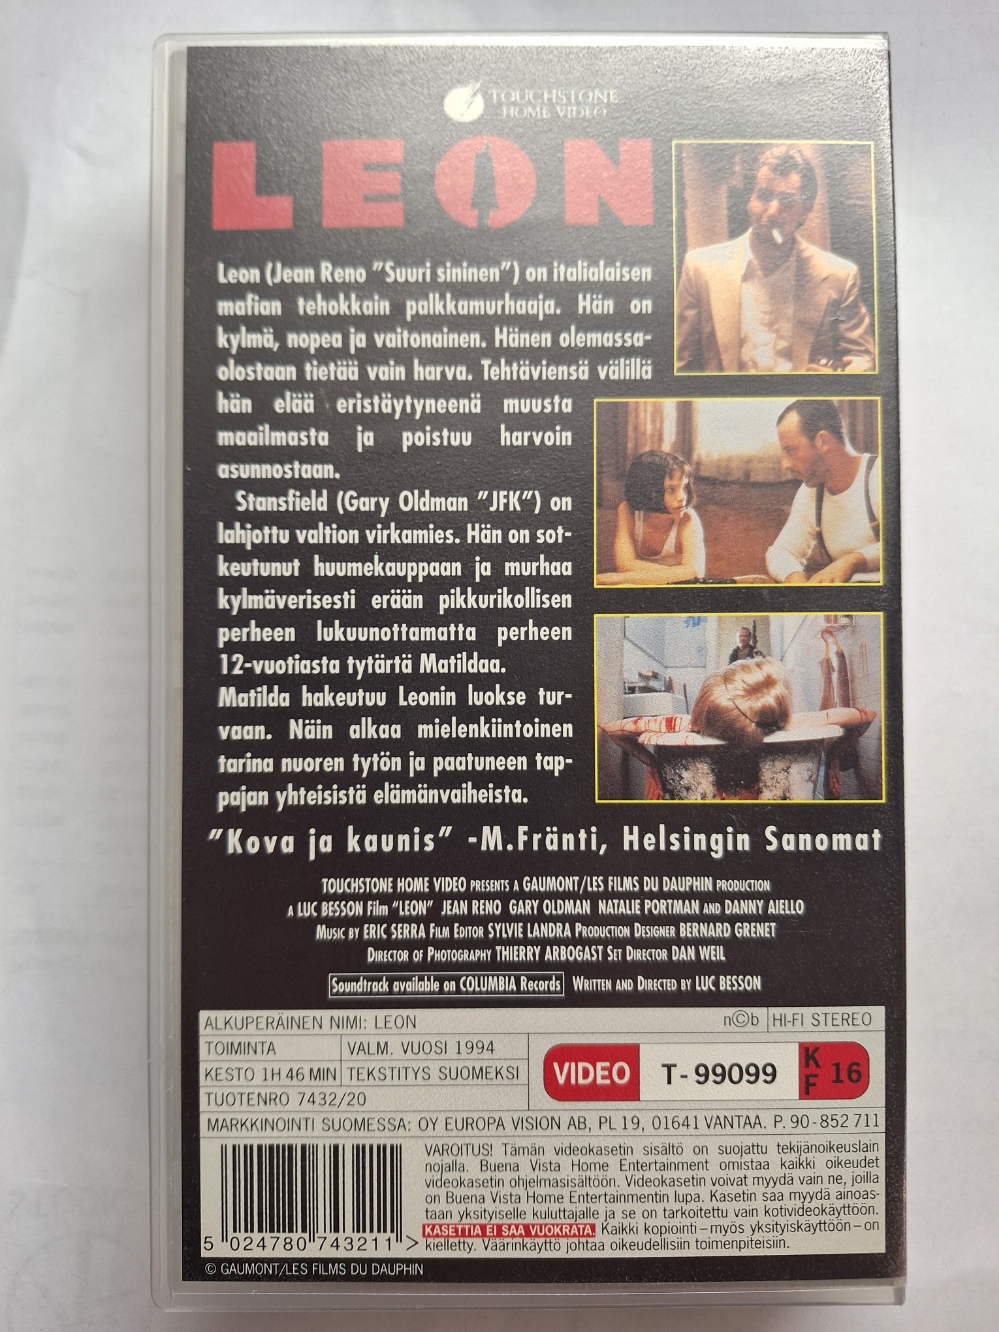 TOUCHSTONE
HOME VIDEO
LEON
Leon (Jean Reno "Suuri sininen") on italialaisen
mafian tehokkain palkkamurhaaja. Hän on
kylmä, nopea ja vaitonainen. Hänen olemassa-
olostaan tietää vain harva. Tehtäviensä välillä
hän elää eristäytyneenä muusta
maailmasta ja poistuu harvoin
asunnostaan.
Stansfield (Gary Oldman "JFK") on
lahjottu valtion virkamies. Hän on sot-
keutunut huumekauppaan ja murhaa
kylmäverisesti erään pikkurikollisen
perheen lukuunottamatta perheen
12-vuotiasta tytärtä Matildaa.
Matilda hakeutuu Leonin luokse tur-
vaan. Näin alkaa mielenkiintoinen
tarina nuoren tytön ja paatuneen tap-
pajan yhteisistä elämänvaiheista.
"Kova ja kaunis" -M.Fränti, Helsingin Sanomat
TOUCHSTONE HOME VIDEO PRESENTS A GAUMONT/LES FILMS DU DAUPHIN PRODUCTION
A LUC BESSON Film "LEON" JEAN RENO GARY OLDMAN NATALIE PORTMAN AND DANNY AIELLO
MUSIC BY ERIC SERRA FILM EDITOR SYLVIE LANDRA PRODUCTION DESIGNER BERNARD GRENET
DIRECTOR OF PHOTOGRAPHY THIERRY ARBOGAST SET DIRECTOR DAN WEIL
Soundtrack available on COLUMBIA Records WRITTEN AND DIRECTED BY LUC BESSON
ALKUPERÄINEN NIMI: LEON n©b HI-FI STEREO
TOIMINTA VALM. VUOSI 1994
KESTO 1H 46 MIN TEKSTITYS SUOMEKSI
VIDEO T-99099 K F 16
TUOTENRO 7432/20
MARKKINOINTI SUOMESSA: OY EUROPA VISION AB, PL 19, 01641 VANTAA. P. 90-852 711
VAROITUS! Tämän videokasetin sisältö on suojattu tekijänoikeuslain
nojalla. Buena Vista Home Entertainment omistaa kaikki oikeudet
videokasetin ohjelmasisältöön. Videokasetin voivat myydä vain ne, joilla
on Buena Vista Home Entertainmentin lupa. Kasetin saa myydä ainoas-
taan yksityiselle kuluttajalle ja se on tarkoitettu vain kotivideokäyttöön.
KASETTIA EI SAA VUOKRATA. Kaikki kopiointi – myös yksityiskäyttöön – on
kielletty. Väärinkäyttö johtaa oikeudellisiin toimenpiteisiin.
5 024780 743211 >
© GAUMONT/LES FILMS DU DAUPHIN